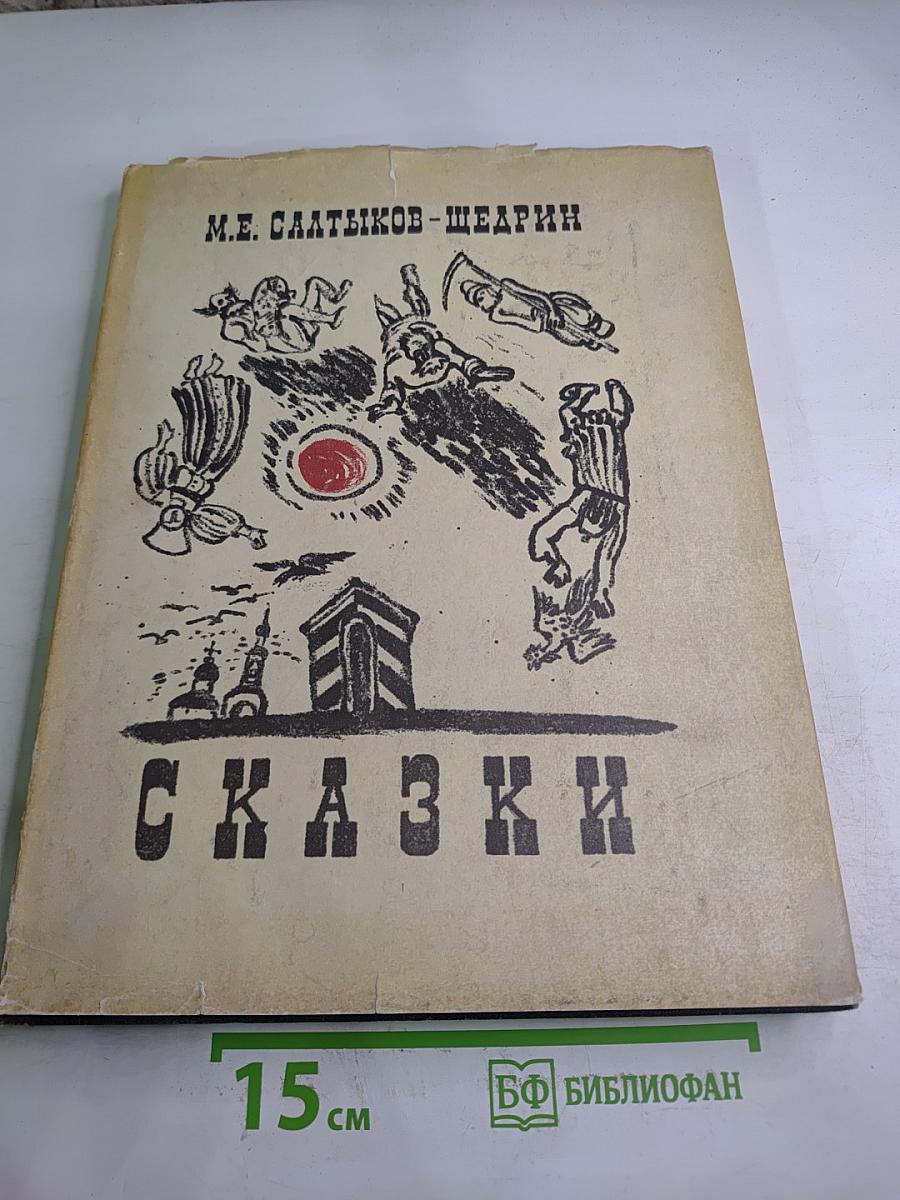 М.Е. САЛТЫКОВ-ЩЕДРИН
СКАЗКИ
15 см
БФ БИБЛИОФАН